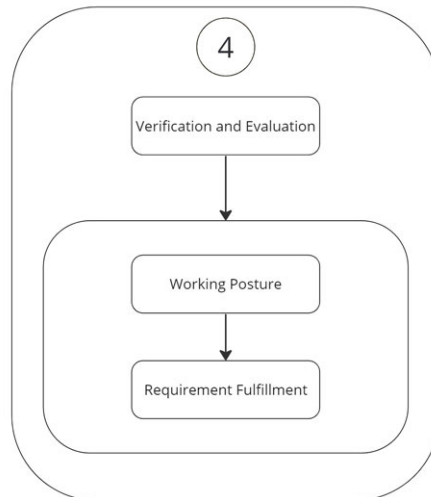 4
Verification and Evaluation
Working Posture
Requirement Fulfillment